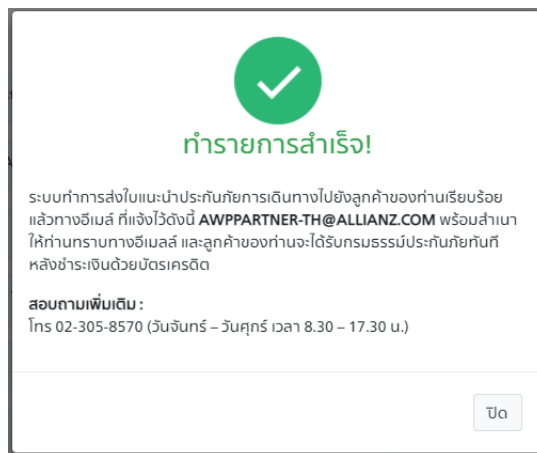 ทำรายการสำเร็จ!
ระบบทำการส่งใบแนะนำประกันภัยการเดินทางไปยังลูกค้าของท่านเรียบร้อย
แล้วทางอีเมล์ ที่แจ้งไว้ดังนี้ AWPPARTNER-TH@ALLIANZ.COM พร้อมสำเนา
ให้ท่านทราบทางอีเมลล์ และลูกค้าของท่านจะได้รับกรมธรรม์ประกันภัยทันที
หลังชำระเงินด้วยบัตรเครดิต
สอบถามเพิ่มเติม :
โทร 02-305-8570 (วันจันทร์ – วันศุกร์ เวลา 8.30 – 17.30 น.)
ปิด